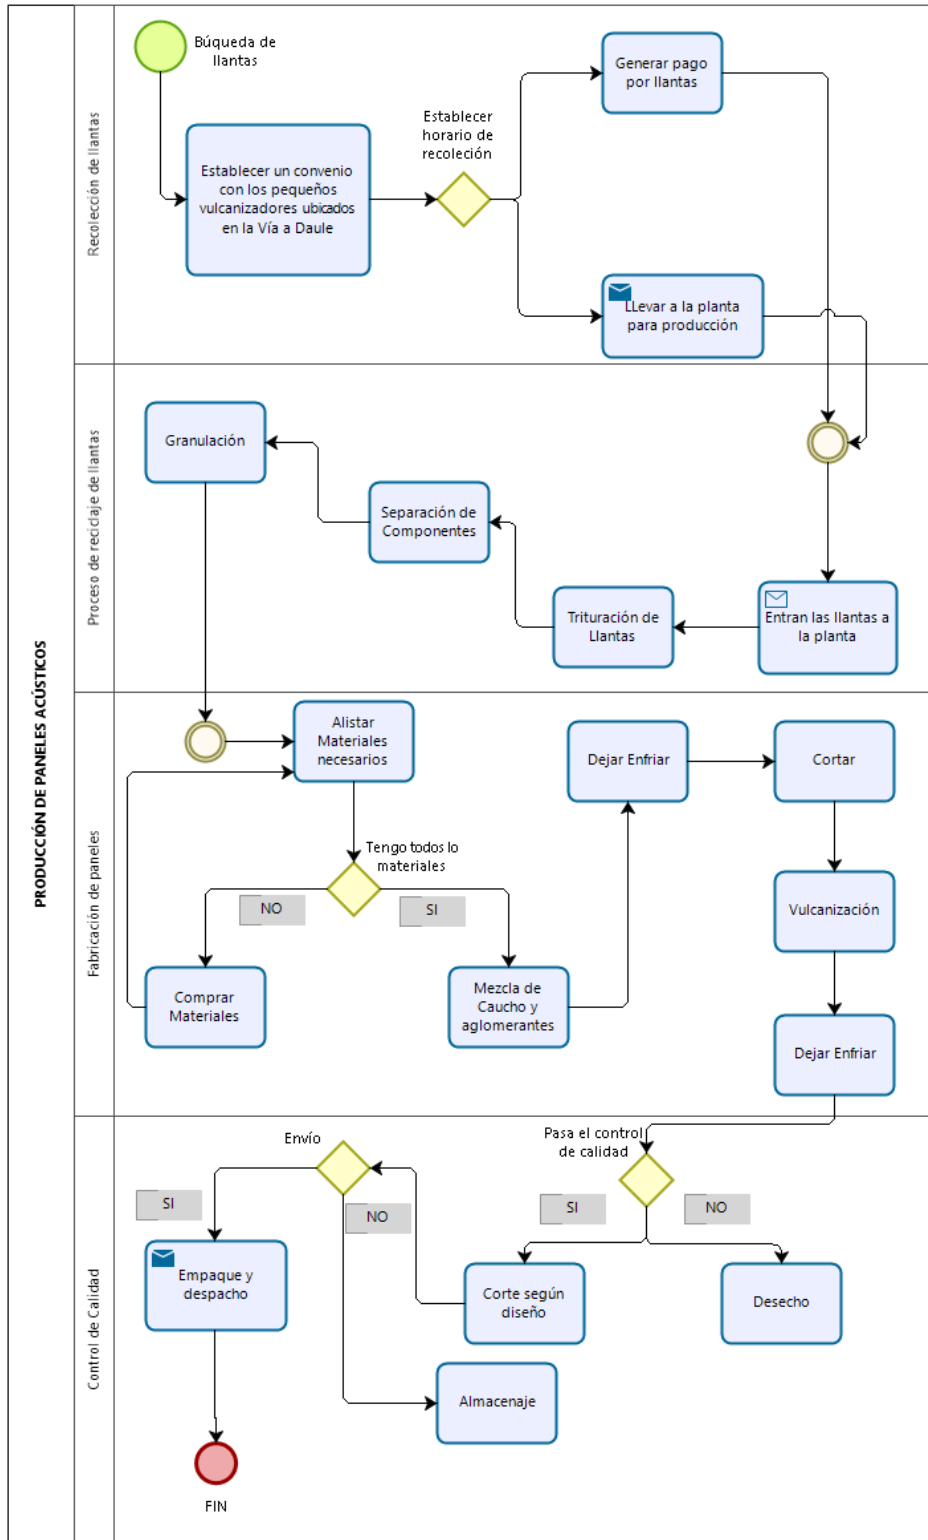 PRODUCCIÓN DE PANELES ACÚSTICOS
Recolección de llantas
Búqueda de
llantas
Establecer un convenio
con los pequeños
vulcanizadores ubicados
en la Vía a Daule
Establecer
horario de
recoleción
Generar pago
por llantas
LLevar a la planta
para producción
Proceso de reciclaje de llantas
Granulación
Separación de
Componentes
Trituración de
Llantas
Entran las llantas a
la planta
Fabricación de paneles
Alistar
Materiales
necesarios
Tengo todos lo
materiales
NO
SI
Comprar
Materiales
Mezcla de
Caucho y
aglomerantes
Dejar Enfriar
Cortar
Vulcanización
Dejar Enfriar
Control de Calidad
Pasa el control
de calidad
SI
NO
Corte según
diseño
Desecho
Envío
SI
NO
Empaque y
despacho
Almacenaje
FIN